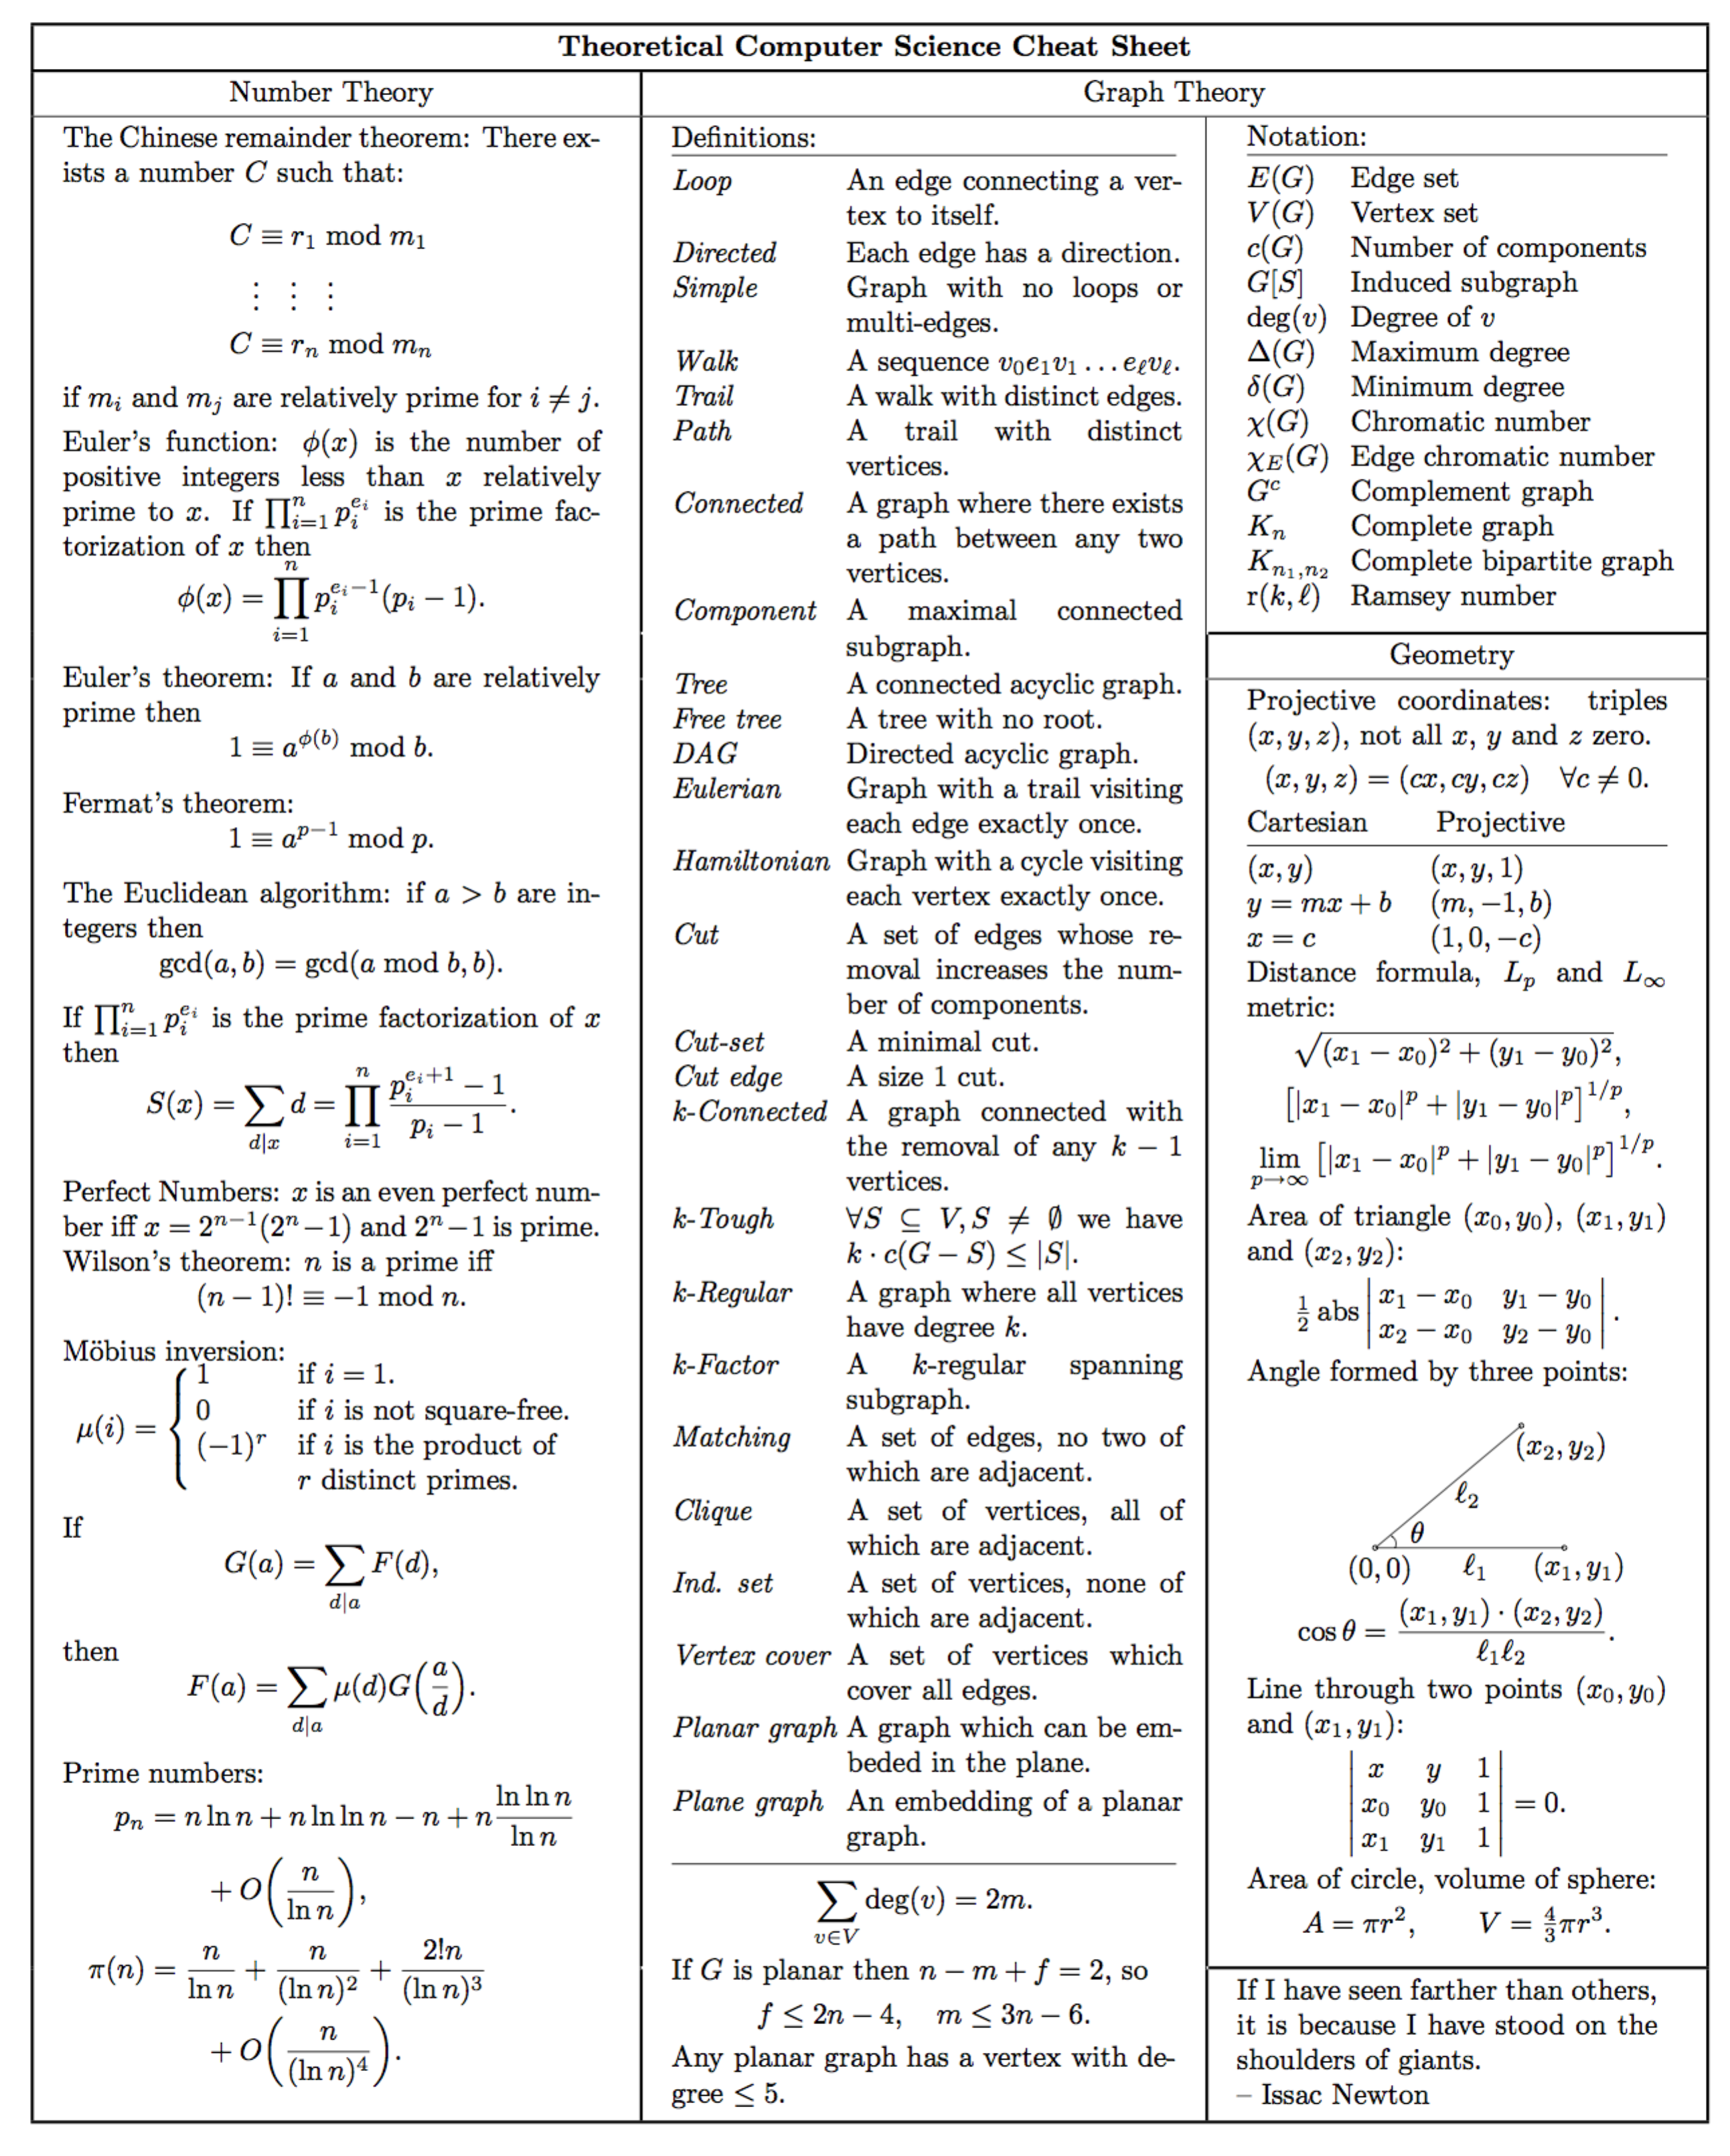 Theoretical Computer Science Cheat Sheet
Number Theory
The Chinese remainder theorem: There ex-
ists a number C such that:
C ≡ r₁ mod m₁
⋮ ⋮ ⋮
C ≡ rₙ mod mₙ
if mᵢ and mⱼ are relatively prime for i ≠ j.
Euler's function: φ(x) is the number of
positive integers less than x relatively
prime to x. If ∏ⁿᵢ₌₁ pᵢ^{eᵢ} is the prime fac-
torization of x then
φ(x) = ∏ⁿᵢ₌₁ pᵢ^{eᵢ−1}(pᵢ − 1).
Euler's theorem: If a and b are relatively
prime then
1 ≡ a^{φ(b)} mod b.
Fermat's theorem:
1 ≡ a^{p−1} mod p.
The Euclidean algorithm: if a > b are in-
tegers then
gcd(a, b) = gcd(a mod b, b).
If ∏ⁿᵢ₌₁ pᵢ^{eᵢ} is the prime factorization of x
then
S(x) = ∑_{d|x} d = ∏ⁿᵢ₌₁ (pᵢ^{eᵢ+1} − 1)/(pᵢ − 1).
Perfect Numbers: x is an even perfect num-
ber iff x = 2^{n−1}(2ⁿ−1) and 2ⁿ−1 is prime.
Wilson's theorem: n is a prime iff
(n − 1)! ≡ −1 mod n.
Möbius inversion:
μ(i) = { 1 if i = 1.
0 if i is not square-free.
(−1)^r if i is the product of
r distinct primes.
If
G(a) = ∑_{d|a} F(d),
then
F(a) = ∑_{d|a} μ(d)G(a/d).
Prime numbers:
pₙ = n ln n + n ln ln n − n + n (ln ln n)/(ln n)
+ O(n/ln n),
π(n) = n/ln n + n/(ln n)² + 2!n/(ln n)³
+ O(n/(ln n)⁴).
Graph Theory
Definitions:
Loop An edge connecting a ver-
tex to itself.
Directed Each edge has a direction.
Simple Graph with no loops or
multi-edges.
Walk A sequence v₀e₁v₁ … e_ℓv_ℓ.
Trail A walk with distinct edges.
Path A trail with distinct
vertices.
Connected A graph where there exists
a path between any two
vertices.
Component A maximal connected
subgraph.
Tree A connected acyclic graph.
Free tree A tree with no root.
DAG Directed acyclic graph.
Eulerian Graph with a trail visiting
each edge exactly once.
Hamiltonian Graph with a cycle visiting
each vertex exactly once.
Cut A set of edges whose re-
moval increases the num-
ber of components.
Cut-set A minimal cut.
Cut edge A size 1 cut.
k-Connected A graph connected with
the removal of any k − 1
vertices.
k-Tough ∀S ⊆ V, S ≠ ∅ we have
k · c(G − S) ≤ |S|.
k-Regular A graph where all vertices
have degree k.
k-Factor A k-regular spanning
subgraph.
Matching A set of edges, no two of
which are adjacent.
Clique A set of vertices, all of
which are adjacent.
Ind. set A set of vertices, none of
which are adjacent.
Vertex cover A set of vertices which
cover all edges.
Planar graph A graph which can be em-
beded in the plane.
Plane graph An embedding of a planar
graph.
∑_{v∈V} deg(v) = 2m.
If G is planar then n − m + f = 2, so
f ≤ 2n − 4, m ≤ 3n − 6.
Any planar graph has a vertex with de-
gree ≤ 5.
Notation:
E(G) Edge set
V(G) Vertex set
c(G) Number of components
G[S] Induced subgraph
deg(v) Degree of v
Δ(G) Maximum degree
δ(G) Minimum degree
χ(G) Chromatic number
χ_E(G) Edge chromatic number
G^c Complement graph
Kₙ Complete graph
K_{n₁,n₂} Complete bipartite graph
r(k, ℓ) Ramsey number
Geometry
Projective coordinates: triples
(x, y, z), not all x, y and z zero.
(x, y, z) = (cx, cy, cz) ∀c ≠ 0.
Cartesian Projective
(x, y) (x, y, 1)
y = mx + b (m, −1, b)
x = c (1, 0, −c)
Distance formula, L_p and L_∞
metric:
√((x₁ − x₀)² + (y₁ − y₀)²),
[|x₁ − x₀|^p + |y₁ − y₀|^p]^{1/p},
lim_{p→∞} [|x₁ − x₀|^p + |y₁ − y₀|^p]^{1/p}.
Area of triangle (x₀, y₀), (x₁, y₁)
and (x₂, y₂):
½ abs | x₁ − x₀ y₁ − y₀ |
| x₂ − x₀ y₂ − y₀ | .
Angle formed by three points:
(x₂, y₂)
ℓ₂
θ
(0, 0) ℓ₁ (x₁, y₁)
cos θ = ((x₁, y₁) · (x₂, y₂))/(ℓ₁ℓ₂).
Line through two points (x₀, y₀)
and (x₁, y₁):
| x y 1 |
| x₀ y₀ 1 | = 0.
| x₁ y₁ 1 |
Area of circle, volume of sphere:
A = πr², V = 4/3 πr³.
If I have seen farther than others,
it is because I have stood on the
shoulders of giants.
– Issac Newton